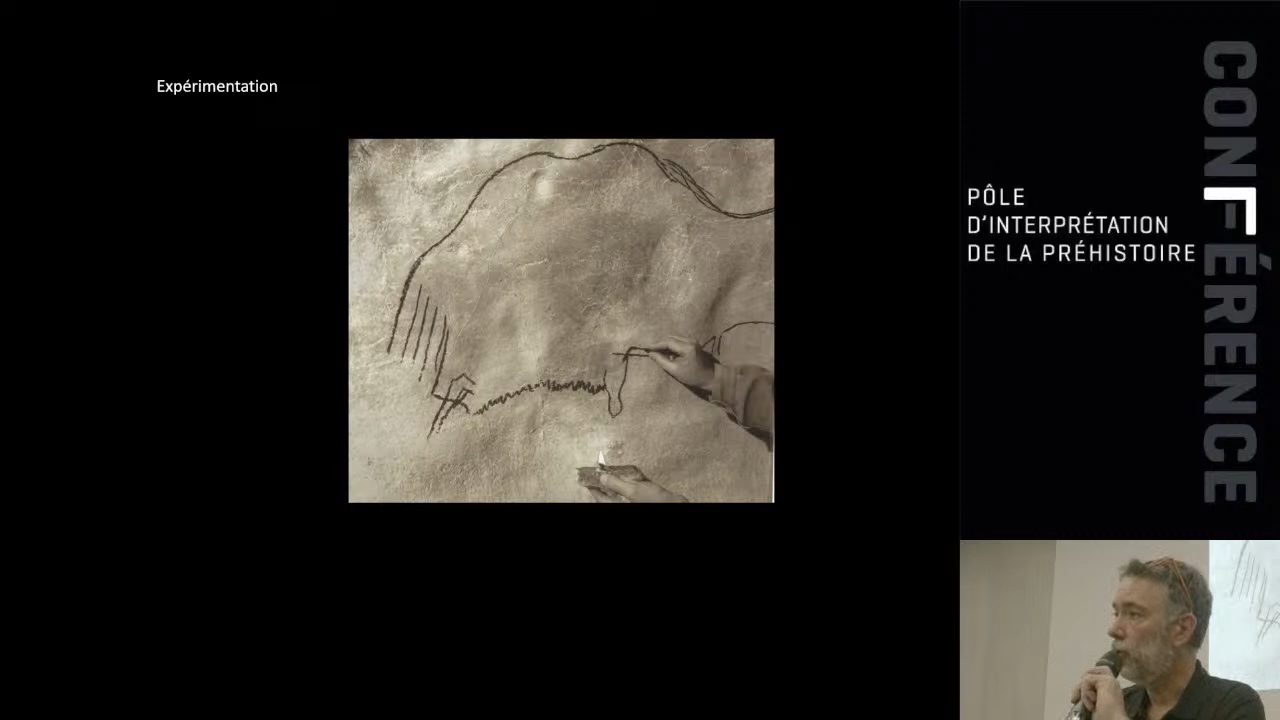 Expérimentation
PÔLE
D'INTERPRÉTATION
DE LA PRÉHISTOIRE
CONFÉRENCE